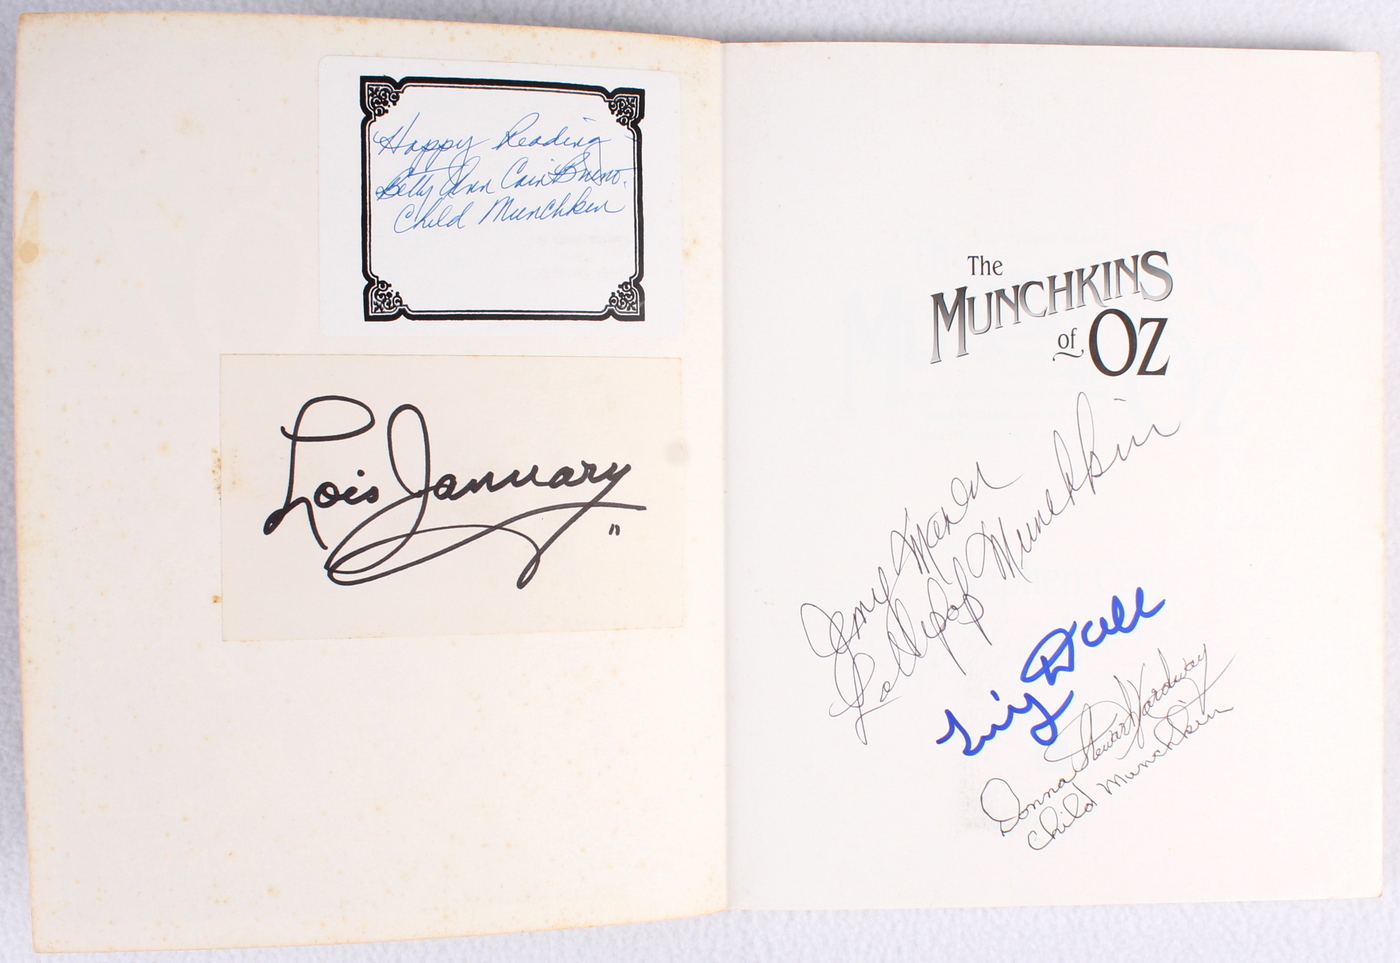 Happy Reading
Betty Ann Cain Bruno
Child Munchkin
Lois January
"
The
MUNCHKINS
of OZ
Jerry Maren
Lollipop Munchkin
Donna Stewart Hardway
Child Munchkin